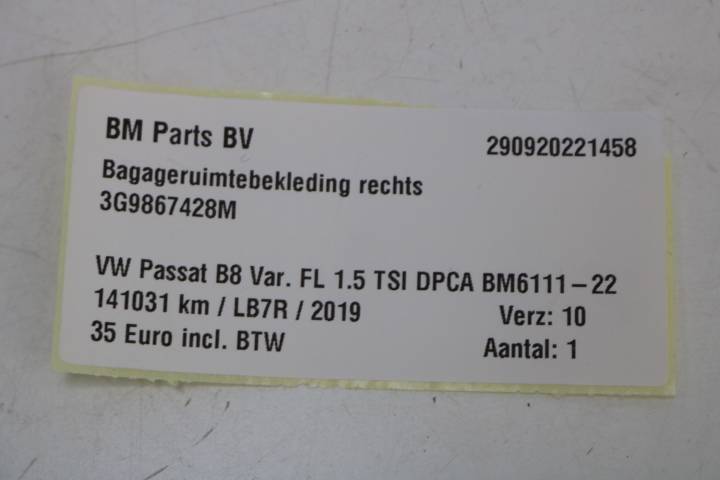 BM Parts BV 290920221458
Bagageruimtebekleding rechts
3G9867428M
VW Passat B8 Var. FL 1.5 TSI DPCA BM6111-22
141031 km / LB7R / 2019 Verz: 10
35 Euro incl. BTW Aantal: 1